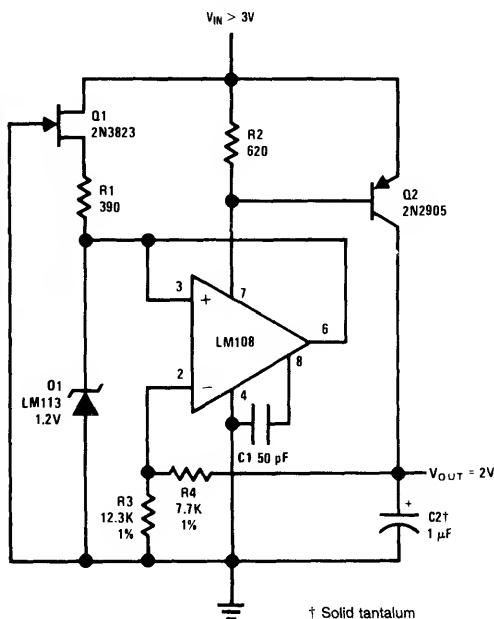 V_IN > 3V
Q1
2N3823
R2
620
R1
390
Q2
2N2905
3
+
7
LM108
6
8
2
−
4
D1
LM113
1.2V
C1 50 pF
R4
7.7K
1%
R3
12.3K
1%
V_OUT = 2V
+
C2†
1 μF
† Solid tantalum